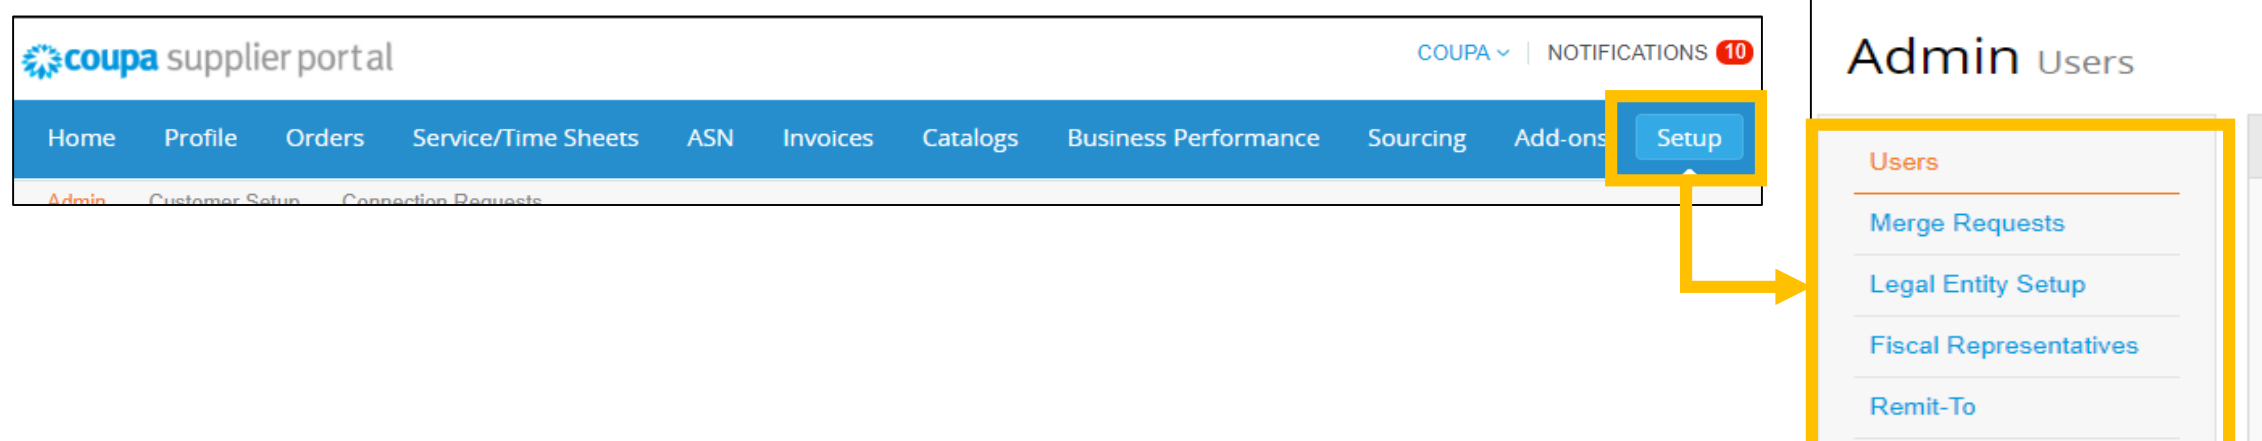 coupa supplier portal
COUPA NOTIFICATIONS 10
Home Profile Orders Service/Time Sheets ASN Invoices Catalogs Business Performance Sourcing Add-ons Setup
Admin Customer Setup Connection Requests
Admin Users
Users
Merge Requests
Legal Entity Setup
Fiscal Representatives
Remit-To